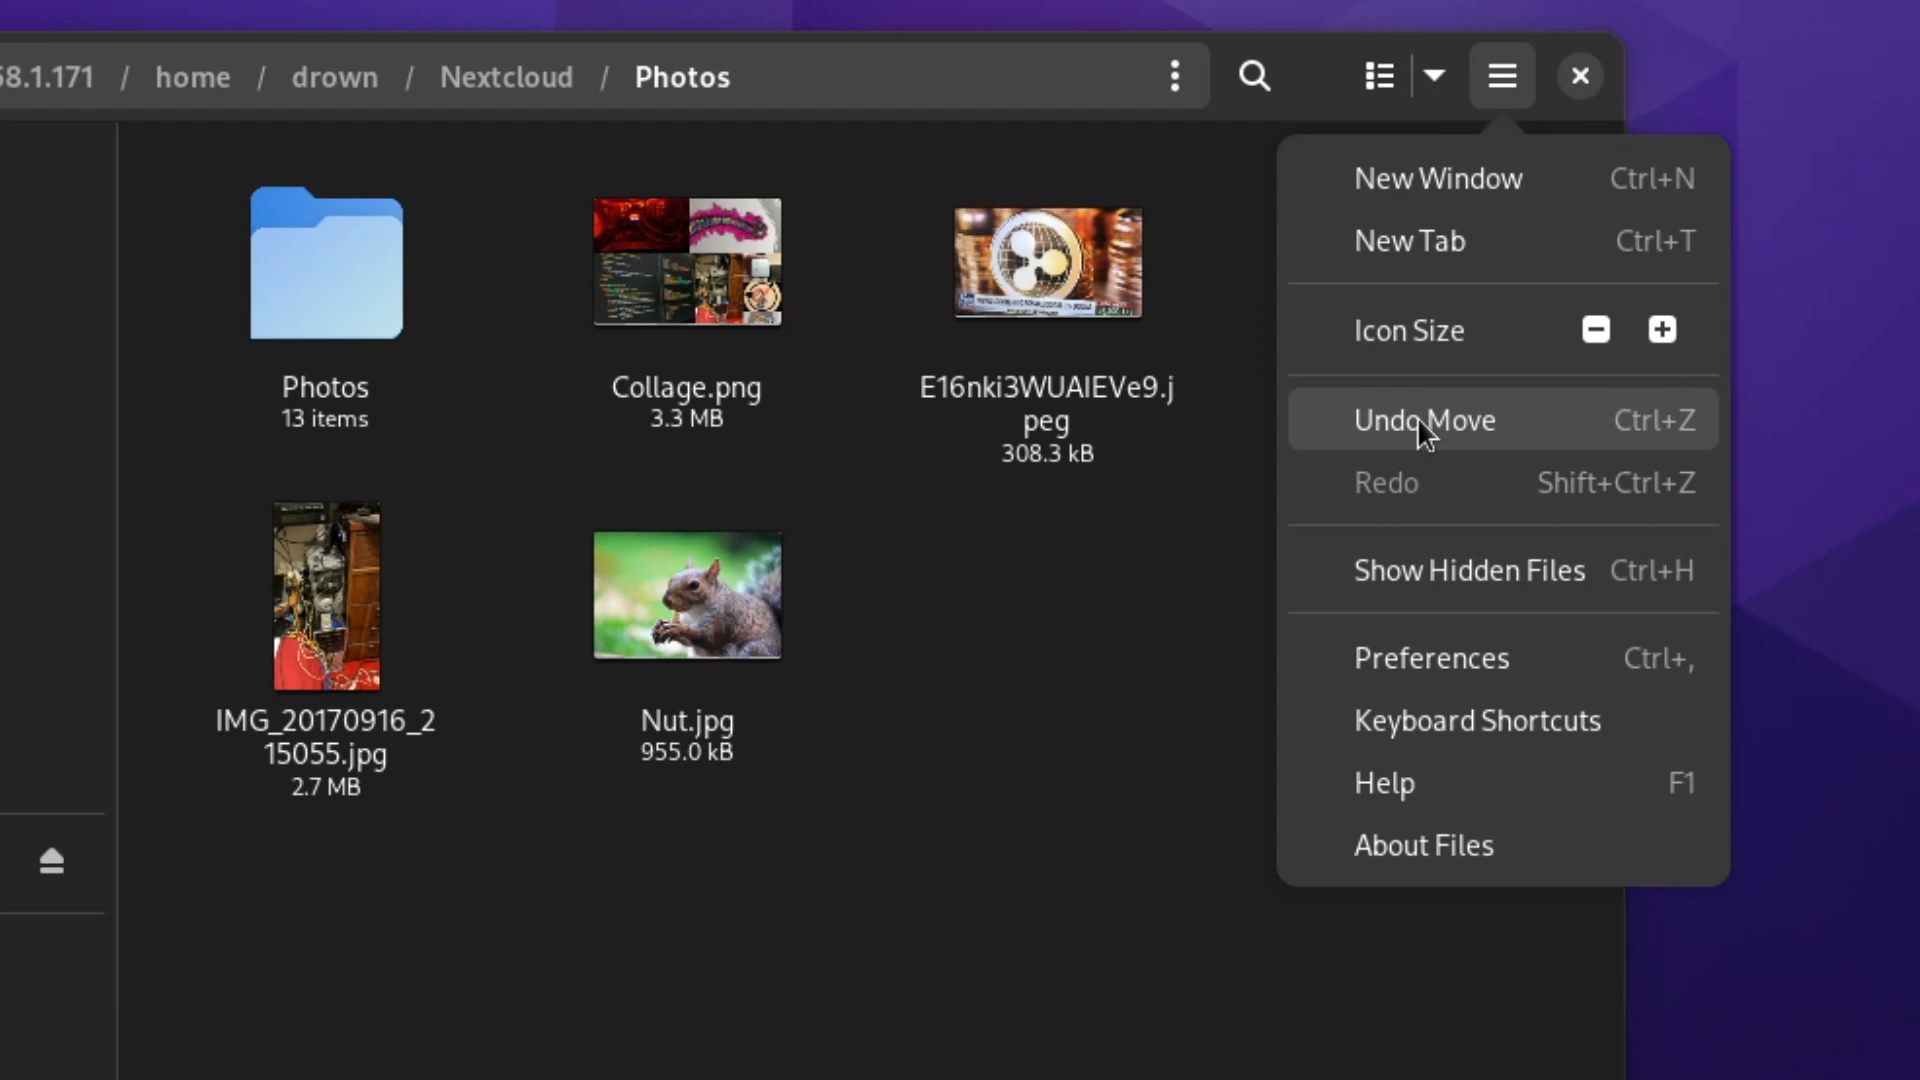 58.1.171 / home / drown / Nextcloud / Photos
New Window Ctrl+N
New Tab Ctrl+T
Icon Size
Undo Move Ctrl+Z
Redo Shift+Ctrl+Z
Show Hidden Files Ctrl+H
Preferences Ctrl+,
Keyboard Shortcuts
Help F1
About Files
Photos
13 items
Collage.png
3.3 MB
E16nki3WUAIEVe9.j
peg
308.3 kB
IMG_20170916_2
15055.jpg
2.7 MB
Nut.jpg
955.0 kB